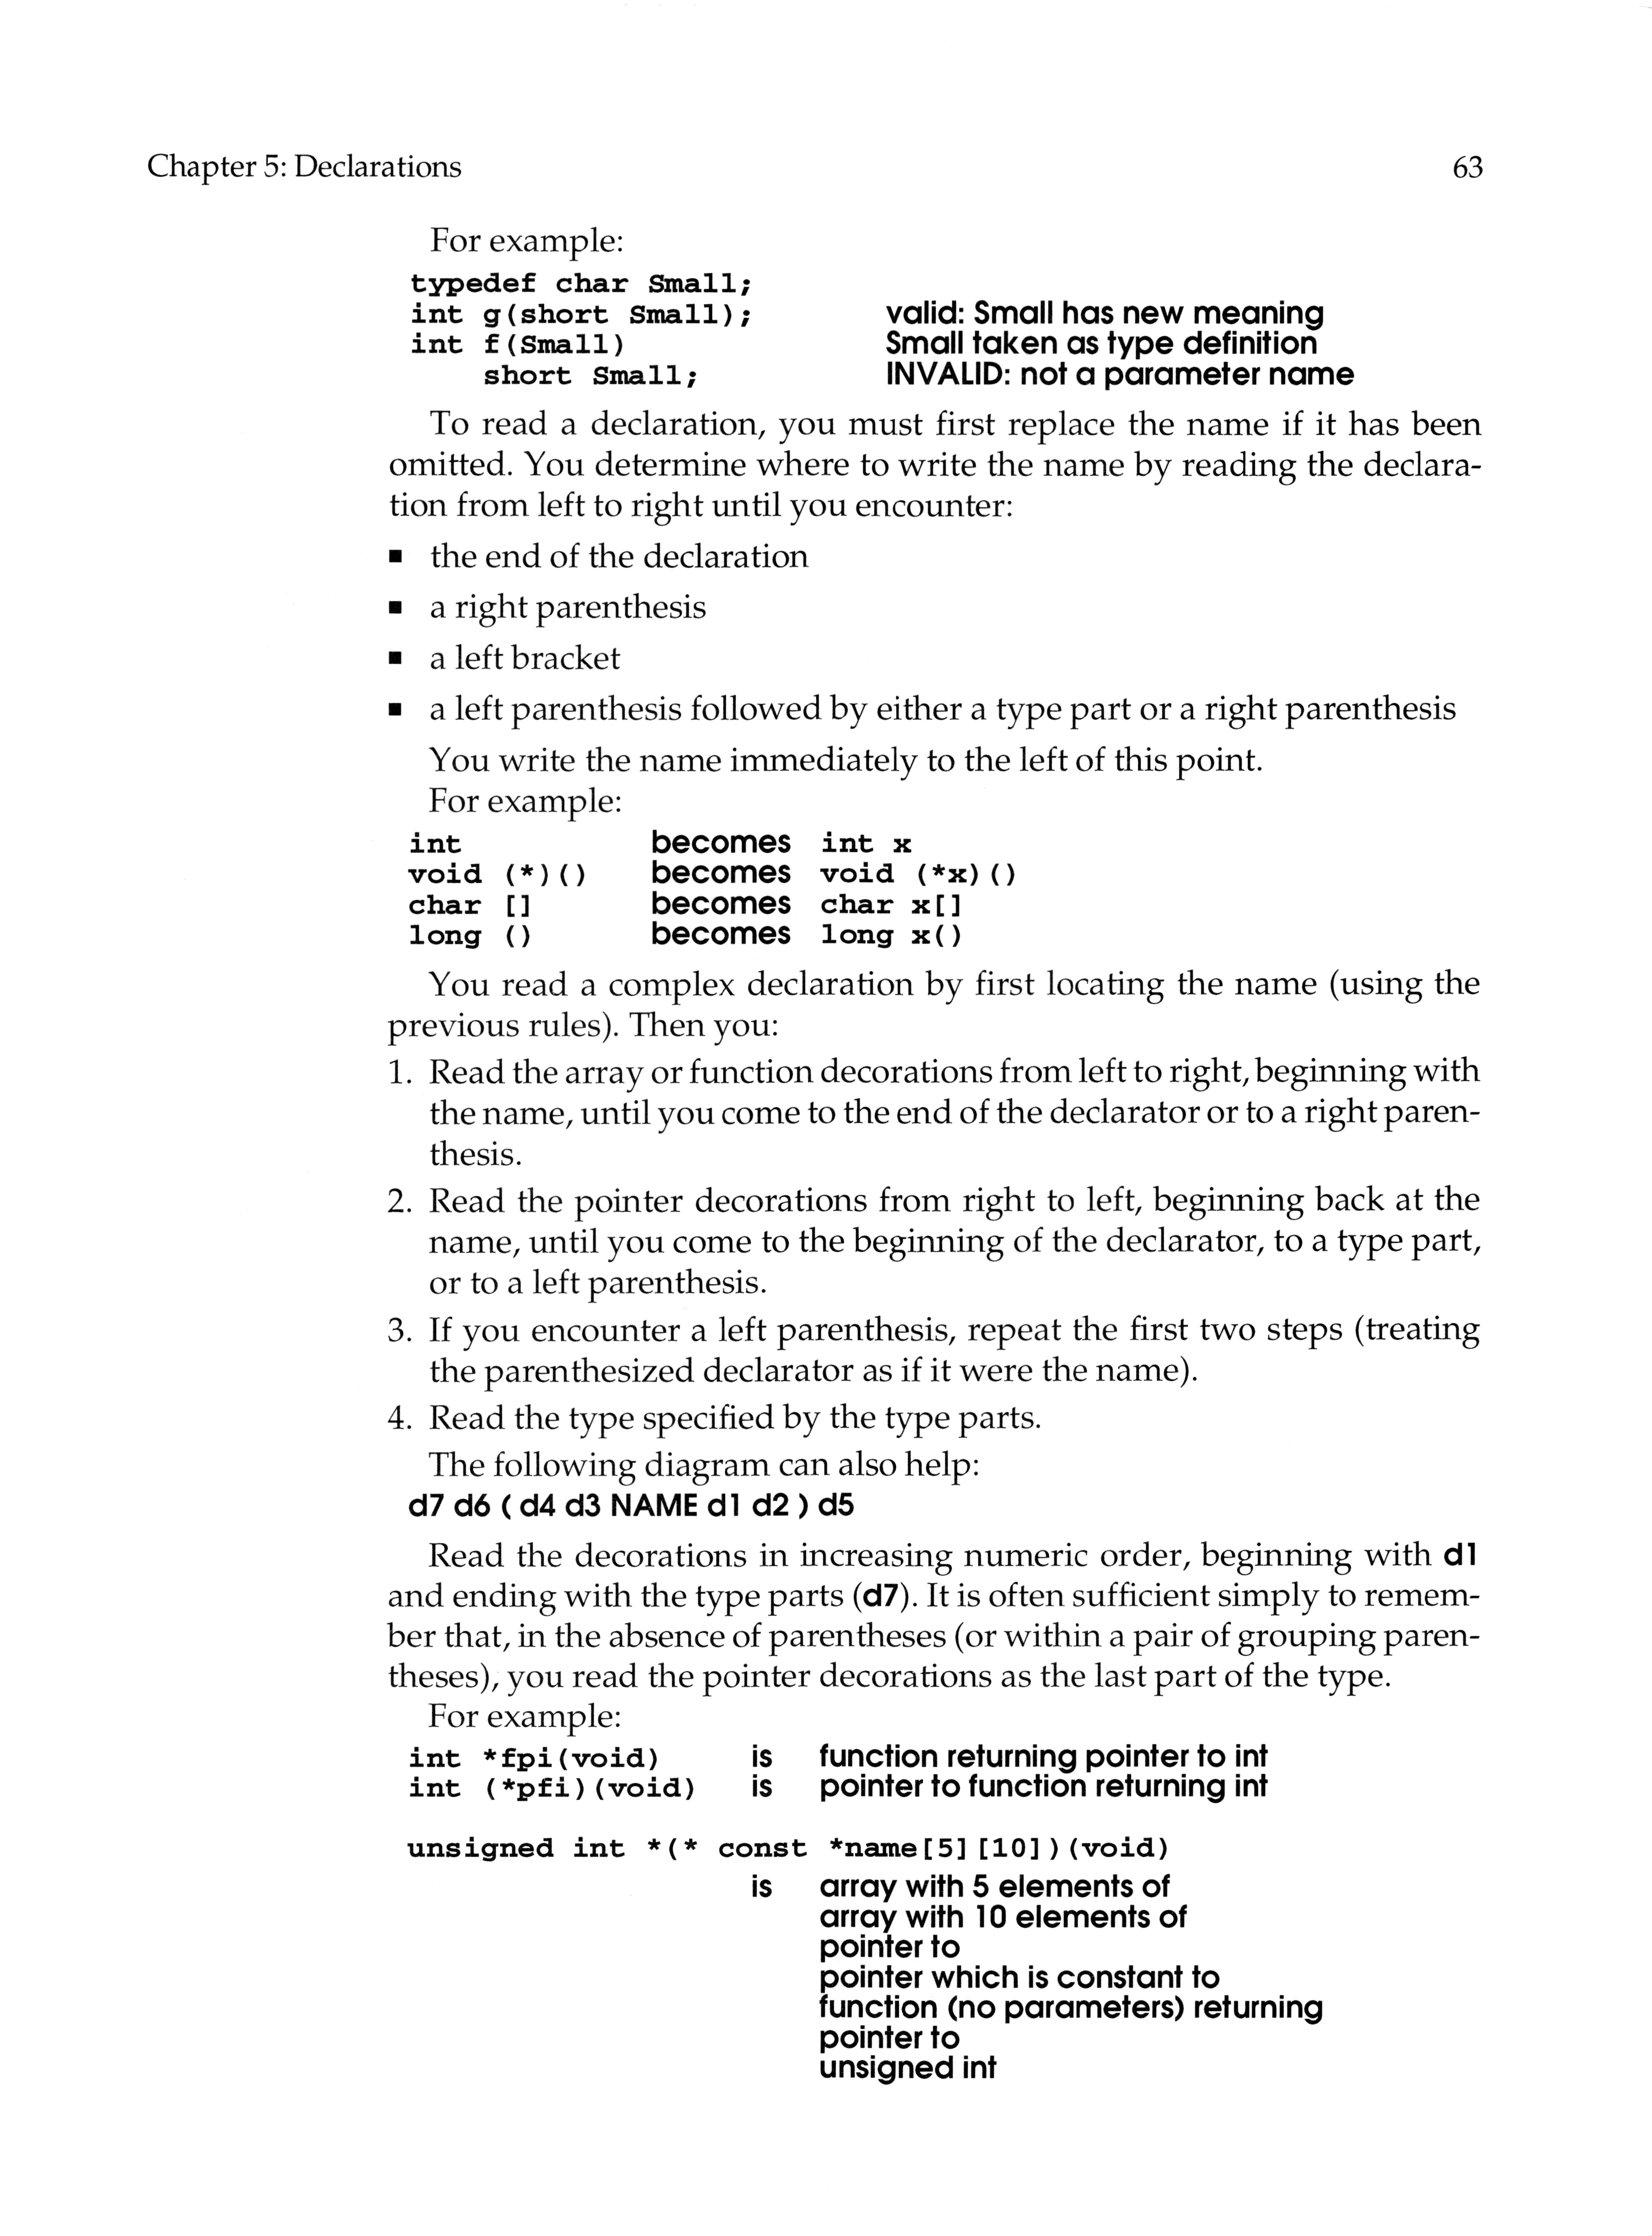 Chapter 5: Declarations 63
For example:
typedef char Small;
int g(short Small); valid: Small has new meaning
int f(Small) Small taken as type definition
short Small; INVALID: not a parameter name
To read a declaration, you must first replace the name if it has been
omitted. You determine where to write the name by reading the declara-
tion from left to right until you encounter:
■ the end of the declaration
■ a right parenthesis
■ a left bracket
■ a left parenthesis followed by either a type part or a right parenthesis
You write the name immediately to the left of this point.
For example:
int becomes int x
void (*)() becomes void (*x)()
char [] becomes char x[]
long () becomes long x()
You read a complex declaration by first locating the name (using the
previous rules). Then you:
1. Read the array or function decorations from left to right, beginning with
the name, until you come to the end of the declarator or to a right paren-
thesis.
2. Read the pointer decorations from right to left, beginning back at the
name, until you come to the beginning of the declarator, to a type part,
or to a left parenthesis.
3. If you encounter a left parenthesis, repeat the first two steps (treating
the parenthesized declarator as if it were the name).
4. Read the type specified by the type parts.
The following diagram can also help:
d7 d6 ( d4 d3 NAME d1 d2 ) d5
Read the decorations in increasing numeric order, beginning with d1
and ending with the type parts (d7). It is often sufficient simply to remem-
ber that, in the absence of parentheses (or within a pair of grouping paren-
theses), you read the pointer decorations as the last part of the type.
For example:
int *fpi(void) is function returning pointer to int
int (*pfi)(void) is pointer to function returning int
unsigned int *(* const *name[5][10])(void)
is array with 5 elements of
array with 10 elements of
pointer to
pointer which is constant to
function (no parameters) returning
pointer to
unsigned int